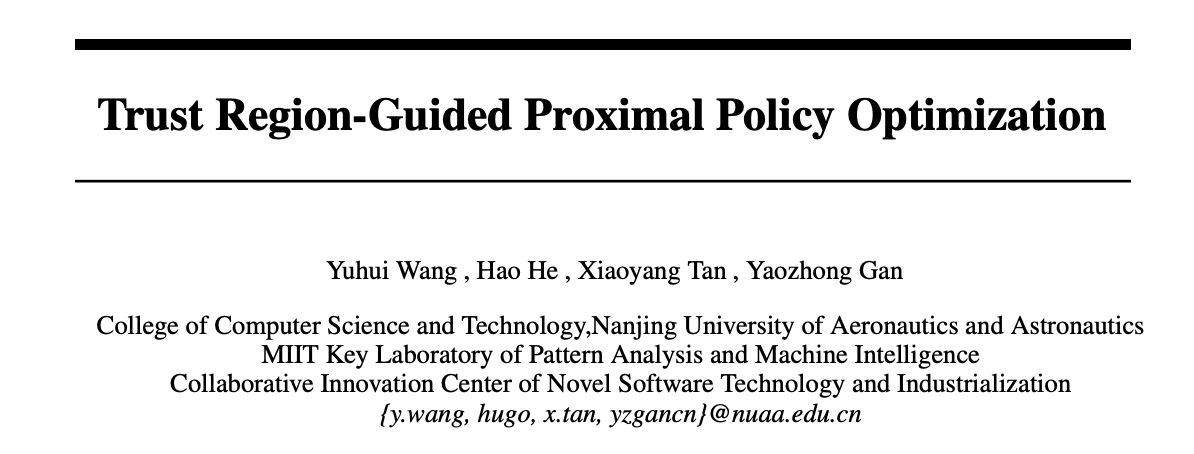 Trust Region-Guided Proximal Policy Optimization
Yuhui Wang , Hao He , Xiaoyang Tan , Yaozhong Gan
College of Computer Science and Technology,Nanjing University of Aeronautics and Astronautics
MIIT Key Laboratory of Pattern Analysis and Machine Intelligence
Collaborative Innovation Center of Novel Software Technology and Industrialization
{y.wang, hugo, x.tan, yzgancn}@nuaa.edu.cn